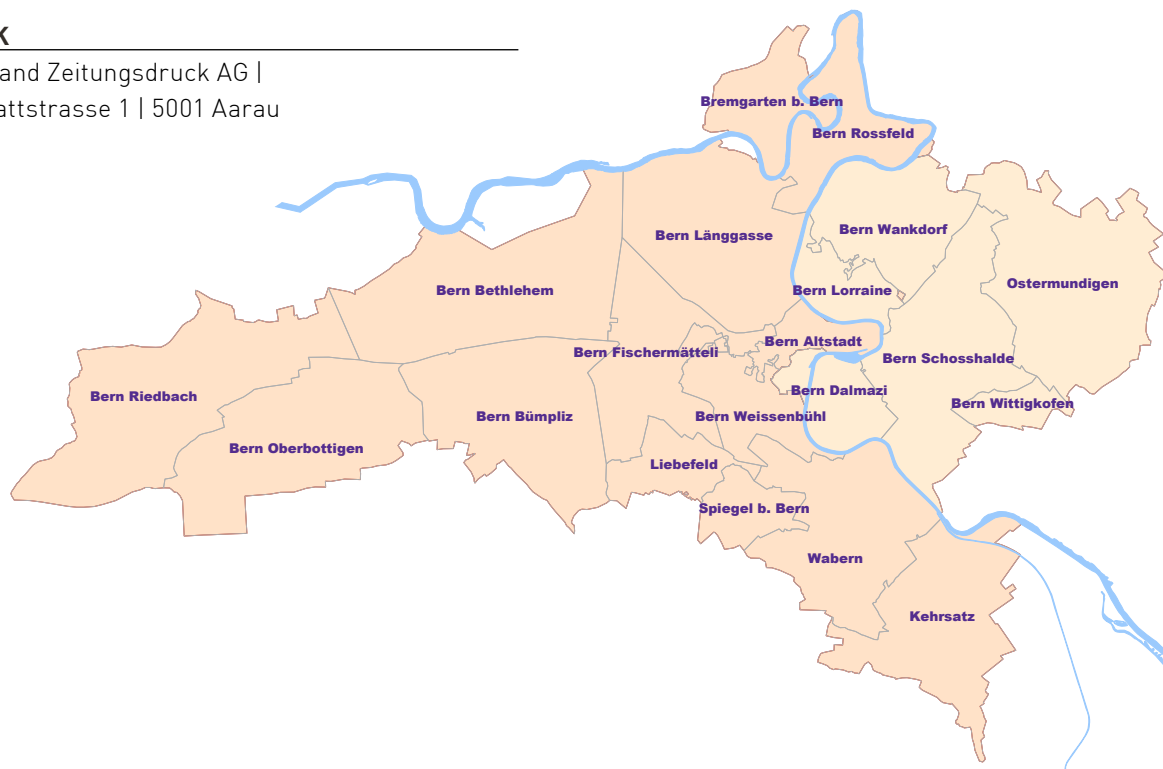 K
and Zeitungsdruck AG |
attstrasse 1 | 5001 Aarau
Bremgarten b. Bern
Bern Rossfeld
Bern Wankdorf
Bern Länggasse
Ostermundigen
Bern Bethlehem
Bern Lorraine
Bern Altstadt
Bern Fischermätteli
Bern Schosshalde
Bern Riedbach
Bern Dalmazi
Bern Wittigkofen
Bern Bümpliz
Bern Weissenbühl
Bern Oberbottigen
Liebefeld
Spiegel b. Bern
Wabern
Kehrsatz